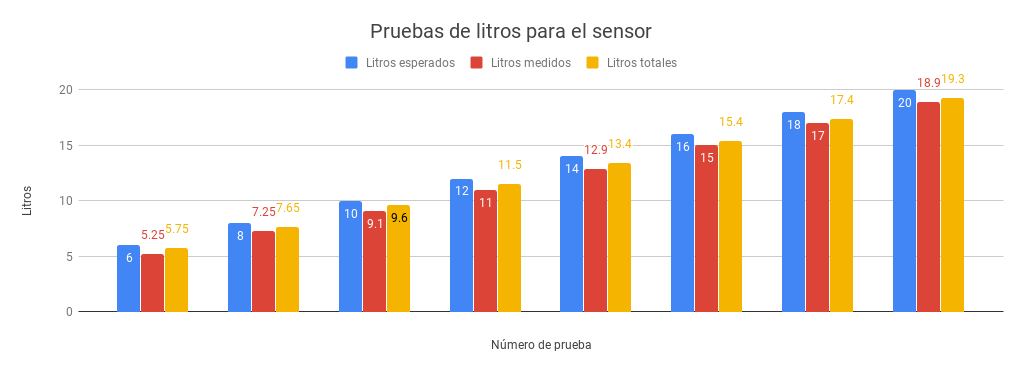 Pruebas de litros para el sensor
Litros esperados Litros medidos Litros totales
Litros
20
15
10
5
0
6 5.25 5.75
8 7.25 7.65
10 9.1 9.6
12 11 11.5
14 12.9 13.4
16 15 15.4
18 17 17.4
20 18.9 19.3
Número de prueba